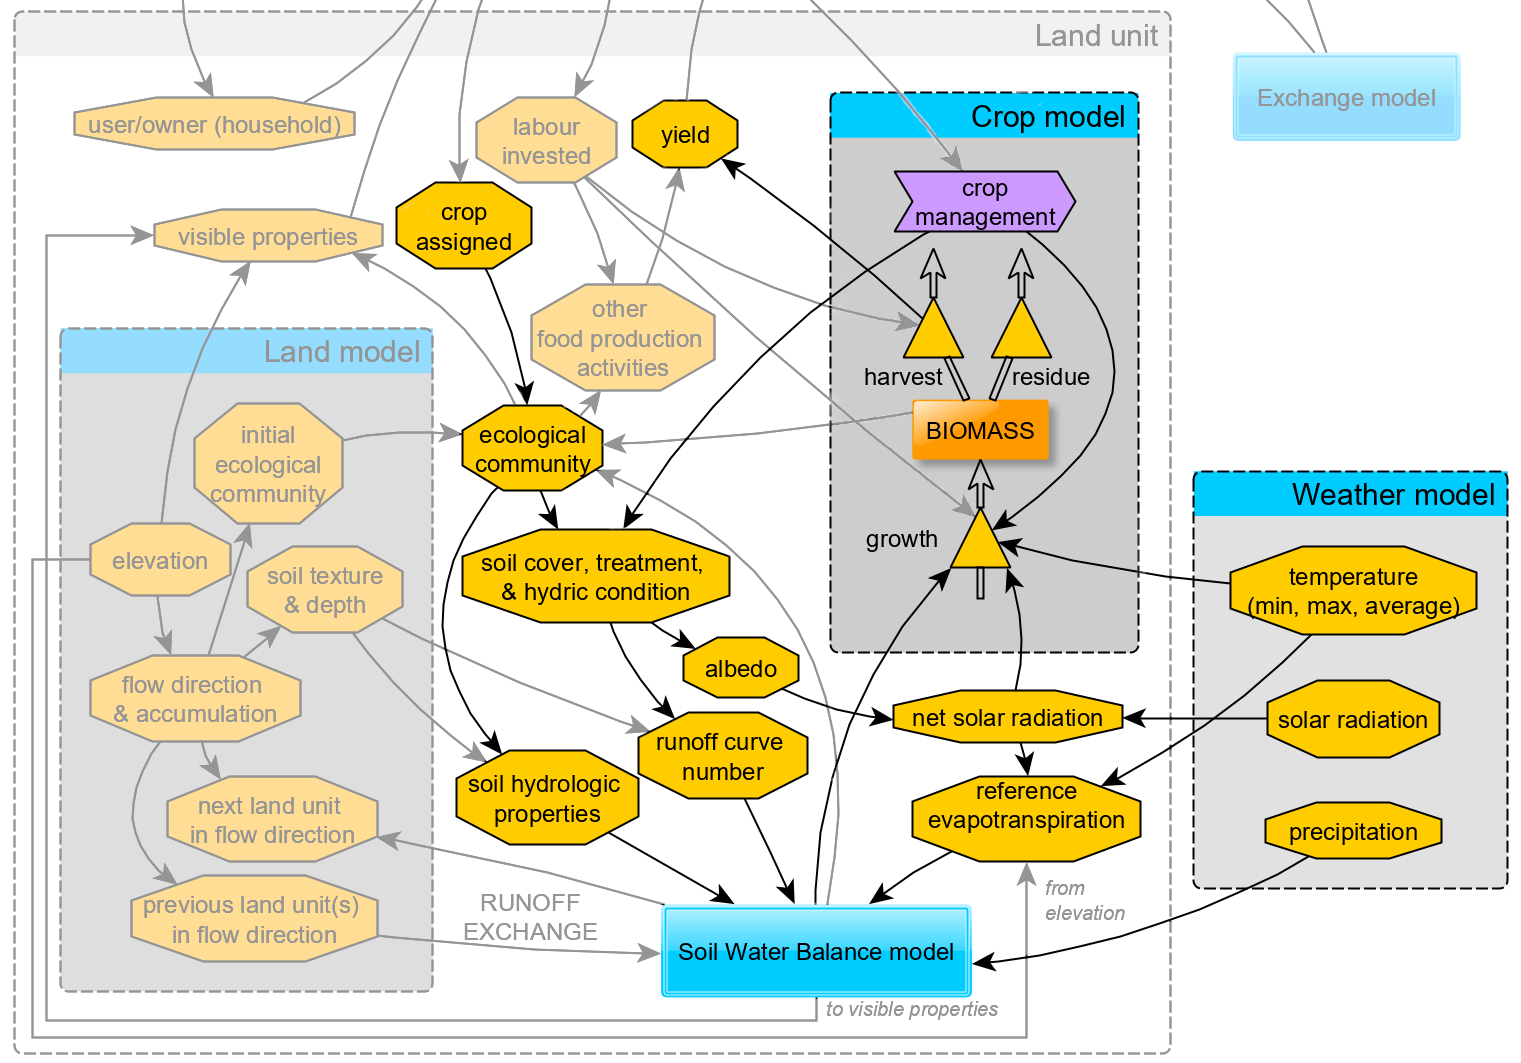 Land unit
Exchange model
user/owner (household)
labour
invested
yield
Crop model
crop
management
crop
assigned
visible properties
other
food production
activities
Land model
harvest
residue
BIOMASS
initial
ecological
community
ecological
community
growth
Weather model
elevation
soil texture
& depth
soil cover, treatment,
& hydric condition
temperature
(min, max, average)
albedo
flow direction
& accumulation
net solar radiation
solar radiation
runoff curve
number
soil hydrologic
properties
reference
evapotranspiration
next land unit
in flow direction
precipitation
previous land unit(s)
in flow direction
RUNOFF
EXCHANGE
from
elevation
Soil Water Balance model
to visible properties